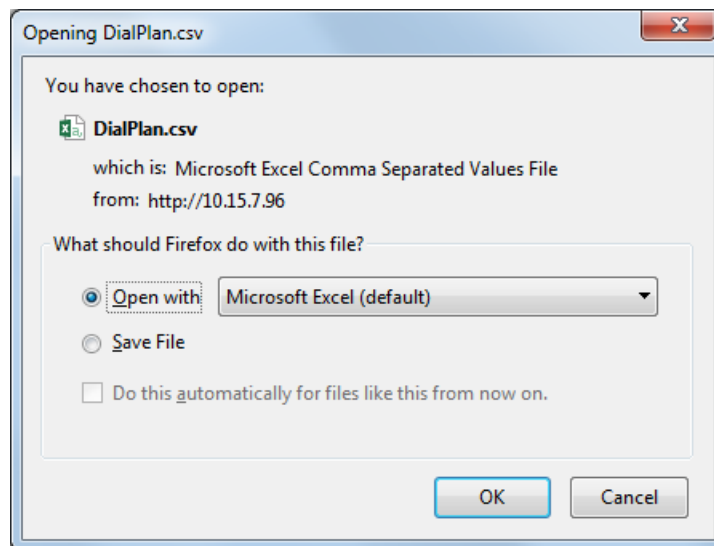 Opening DialPlan.csv
You have chosen to open:
DialPlan.csv
which is: Microsoft Excel Comma Separated Values File
from: http://10.15.7.96
What should Firefox do with this file?
Open with Microsoft Excel (default)
Save File
Do this automatically for files like this from now on.
OK Cancel